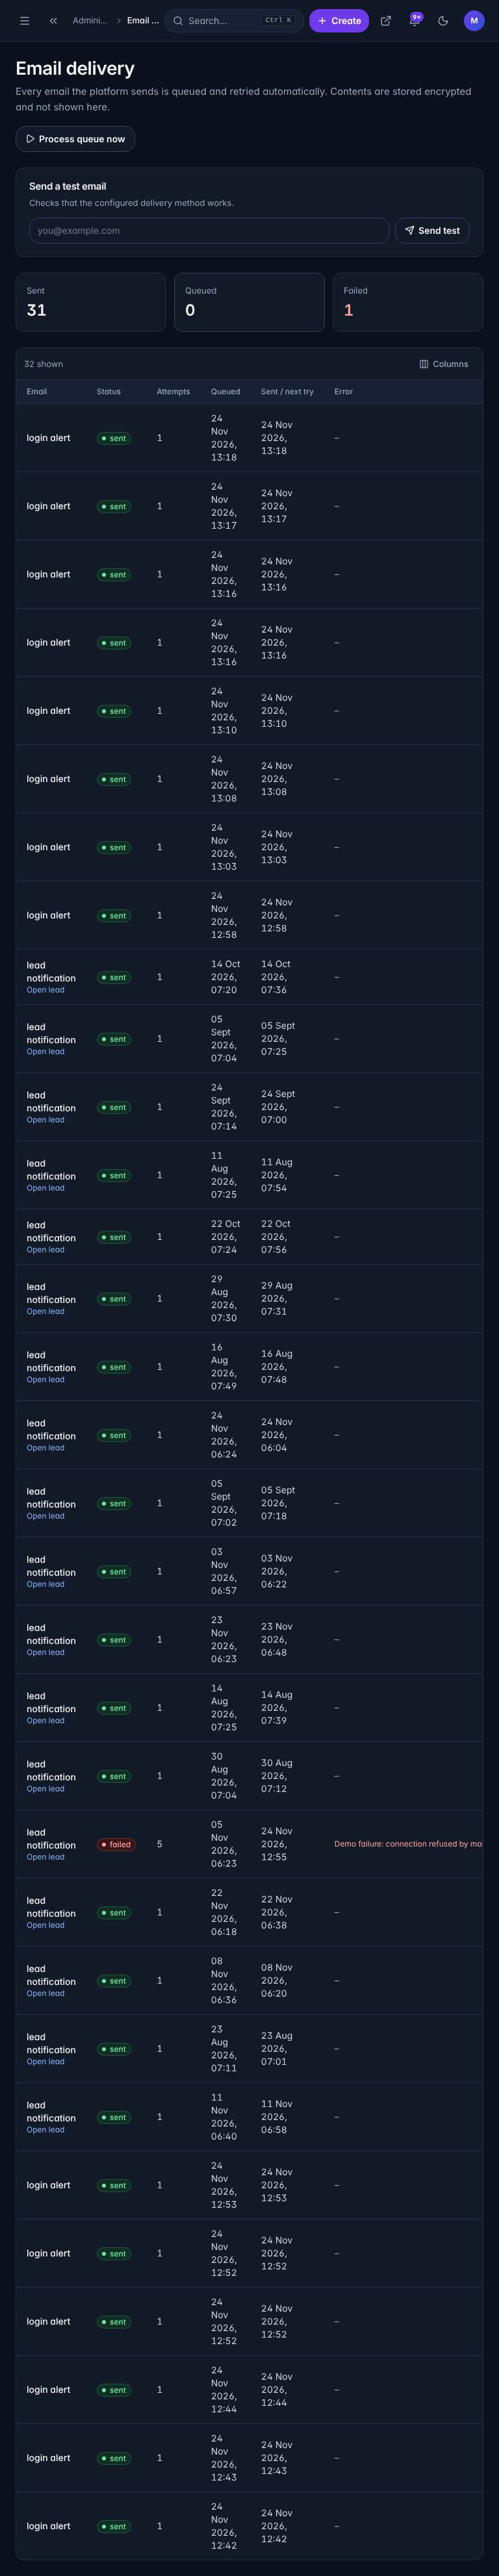 Admini... > Email ... Search... Ctrl K + Create 9+ M
Email delivery
Every email the platform sends is queued and retried automatically. Contents are stored encrypted
and not shown here.
Process queue now
Send a test email
Checks that the configured delivery method works.
you@example.com Send test
Sent Queued Failed
31 0 1
32 shown Columns
Email Status Attempts Queued Sent / next try Error
login alert sent 1 24 Nov 2026, 13:18 24 Nov 2026, 13:18 –
login alert sent 1 24 Nov 2026, 13:17 24 Nov 2026, 13:17 –
login alert sent 1 24 Nov 2026, 13:16 24 Nov 2026, 13:16 –
login alert sent 1 24 Nov 2026, 13:16 24 Nov 2026, 13:16 –
login alert sent 1 24 Nov 2026, 13:10 24 Nov 2026, 13:10 –
login alert sent 1 24 Nov 2026, 13:08 24 Nov 2026, 13:08 –
login alert sent 1 24 Nov 2026, 13:03 24 Nov 2026, 13:03 –
login alert sent 1 24 Nov 2026, 12:58 24 Nov 2026, 12:58 –
lead notification Open lead sent 1 14 Oct 2026, 07:20 14 Oct 2026, 07:36 –
lead notification Open lead sent 1 05 Sept 2026, 07:04 05 Sept 2026, 07:25 –
lead notification Open lead sent 1 24 Sept 2026, 07:14 24 Sept 2026, 07:00 –
lead notification Open lead sent 1 11 Aug 2026, 07:25 11 Aug 2026, 07:54 –
lead notification Open lead sent 1 22 Oct 2026, 07:24 22 Oct 2026, 07:56 –
lead notification Open lead sent 1 29 Aug 2026, 07:30 29 Aug 2026, 07:31 –
lead notification Open lead sent 1 16 Aug 2026, 07:49 16 Aug 2026, 07:48 –
lead notification Open lead sent 1 24 Nov 2026, 06:24 24 Nov 2026, 06:04 –
lead notification Open lead sent 1 05 Sept 2026, 07:02 05 Sept 2026, 07:18 –
lead notification Open lead sent 1 03 Nov 2026, 06:57 03 Nov 2026, 06:22 –
lead notification Open lead sent 1 23 Nov 2026, 06:23 23 Nov 2026, 06:48 –
lead notification Open lead sent 1 14 Aug 2026, 07:25 14 Aug 2026, 07:39 –
lead notification Open lead sent 1 30 Aug 2026, 07:04 30 Aug 2026, 07:12 –
lead notification Open lead failed 5 05 Nov 2026, 06:23 24 Nov 2026, 12:55 Demo failure: connection refused by mai
lead notification Open lead sent 1 22 Nov 2026, 06:18 22 Nov 2026, 06:38 –
lead notification Open lead sent 1 08 Nov 2026, 06:36 08 Nov 2026, 06:20 –
lead notification Open lead sent 1 23 Aug 2026, 07:11 23 Aug 2026, 07:01 –
lead notification Open lead sent 1 11 Nov 2026, 06:40 11 Nov 2026, 06:58 –
login alert sent 1 24 Nov 2026, 12:53 24 Nov 2026, 12:53 –
login alert sent 1 24 Nov 2026, 12:52 24 Nov 2026, 12:52 –
login alert sent 1 24 Nov 2026, 12:52 24 Nov 2026, 12:52 –
login alert sent 1 24 Nov 2026, 12:44 24 Nov 2026, 12:44 –
login alert sent 1 24 Nov 2026, 12:43 24 Nov 2026, 12:43 –
login alert sent 1 24 Nov 2026, 12:42 24 Nov 2026, 12:42 –